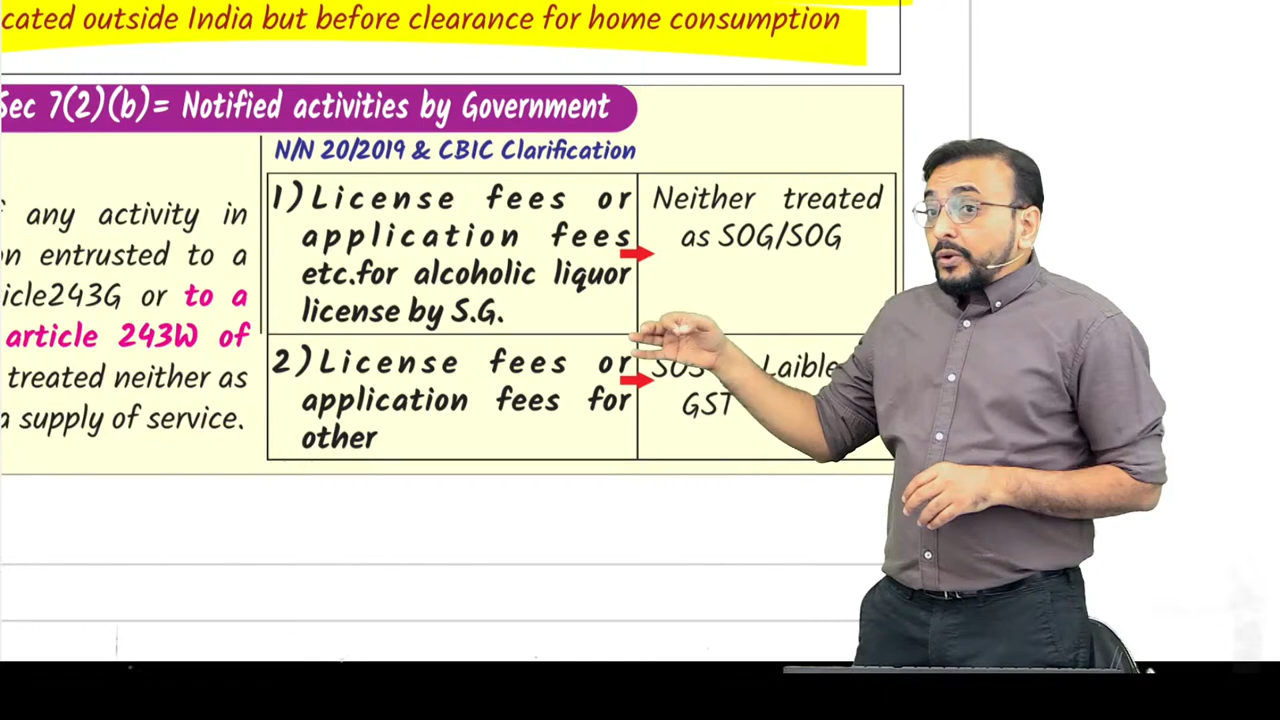 cated outside India but before clearance for home consumption
Sec 7(2)(b)= Notified activities by Government
N/N 20/2019 & CBIC Clarification
any activity in
n entrusted to a
icle243G or to a
article 243W of
treated neither as
a supply of service.
1) License fees or
application fees
etc.for alcoholic liquor
license by S.G.
Neither treated
as SOG/SOG
2) License fees or
application fees for
other
Laible
GST